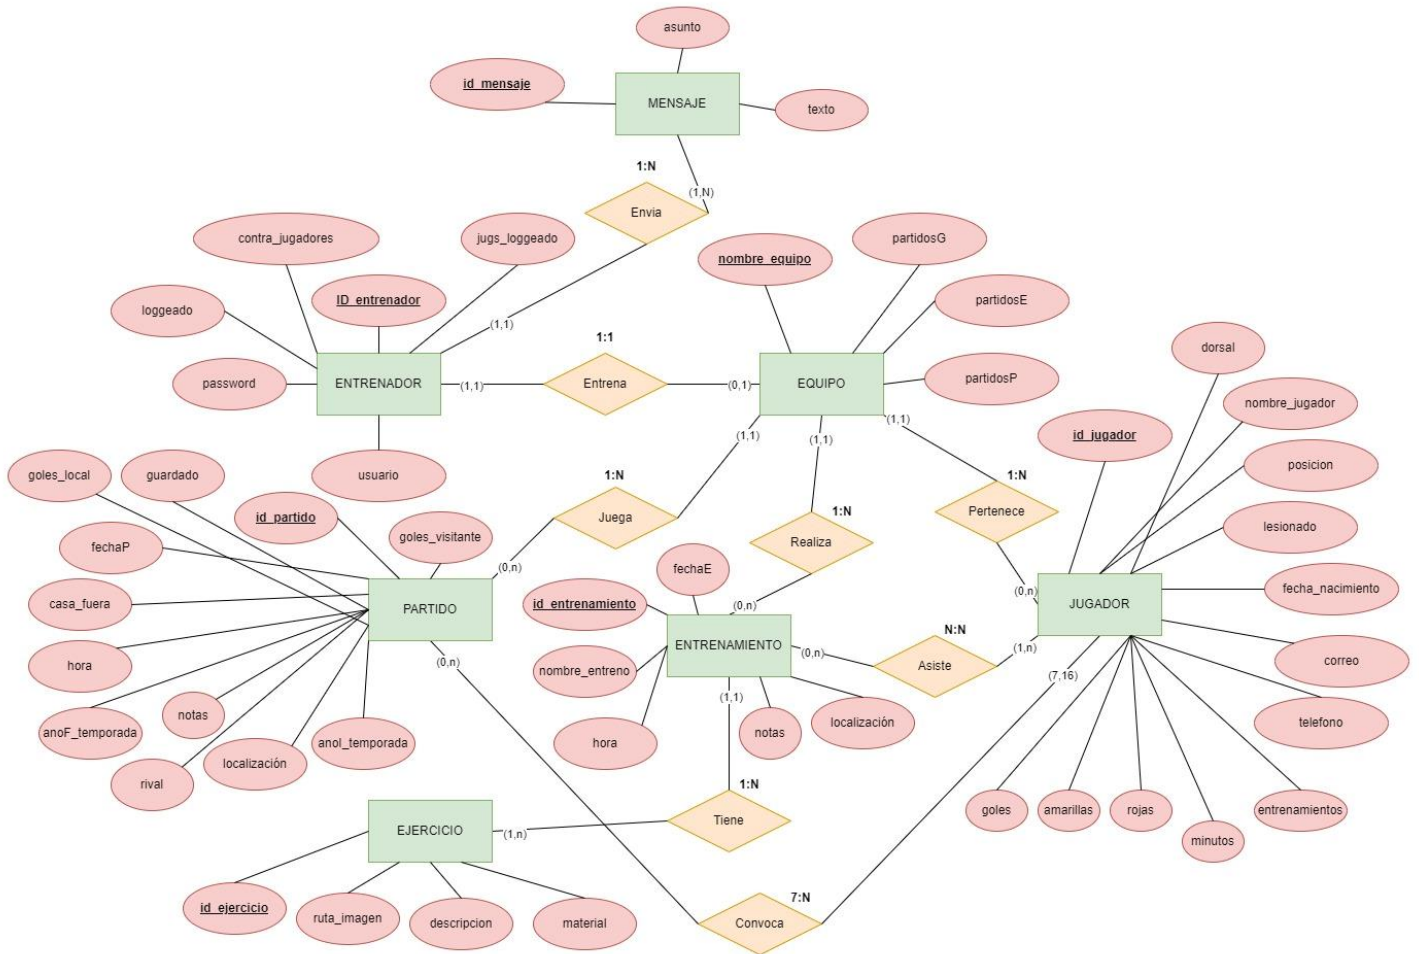 asunto
id_mensaje
MENSAJE
texto
1:N
(1,N)
Envia
contra_jugadores
jugs_loggeado
partidosG
nombre_equipo
ID_entrenador
partidosE
loggeado
(1,1)
1:1
dorsal
password
ENTRENADOR
(1,1)
Entrena
(0,1)
EQUIPO
partidosP
nombre_jugador
(1,1)
(1,1)
(1,1)
id_jugador
goles_local
guardado
usuario
1:N
1:N
posicion
id_partido
Juega
Pertenece
goles_visitante
1:N
lesionado
fechaP
Realiza
(0,n)
fechaE
casa_fuera
PARTIDO
id_entrenamiento
(0,n)
(0,n)
JUGADOR
fecha_nacimiento
N:N
ENTRENAMIENTO
(0,n)
Asiste
(1,n)
hora
(0,n)
nombre_entreno
correo
(7,16)
(1,1)
notas
localización
telefono
anoF_temporada
anoI_temporada
hora
notas
localización
rival
1:N
goles
amarillas
rojas
entrenamientos
EJERCICIO
(1,n)
Tiene
minutos
7:N
id_ejercicio
ruta_imagen
descripcion
material
Convoca